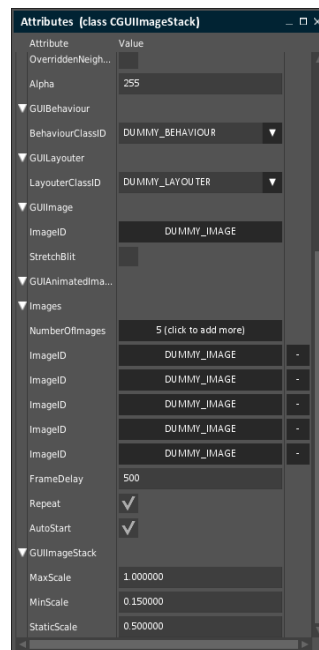 Attributes (class CGUIImageStack)
Attribute Value
OverriddenNeigh...
Alpha 255
GUIBehaviour
BehaviourClassID DUMMY_BEHAVIOUR
GUILayouter
LayouterClassID DUMMY_LAYOUTER
GUIImage
ImageID DUMMY_IMAGE
StretchBlit
GUIAnimatedIma...
Images
NumberOfImages 5 (click to add more)
ImageID DUMMY_IMAGE -
ImageID DUMMY_IMAGE -
ImageID DUMMY_IMAGE -
ImageID DUMMY_IMAGE -
ImageID DUMMY_IMAGE -
FrameDelay 500
Repeat
AutoStart
GUIImageStack
MaxScale 1.000000
MinScale 0.150000
StaticScale 0.500000